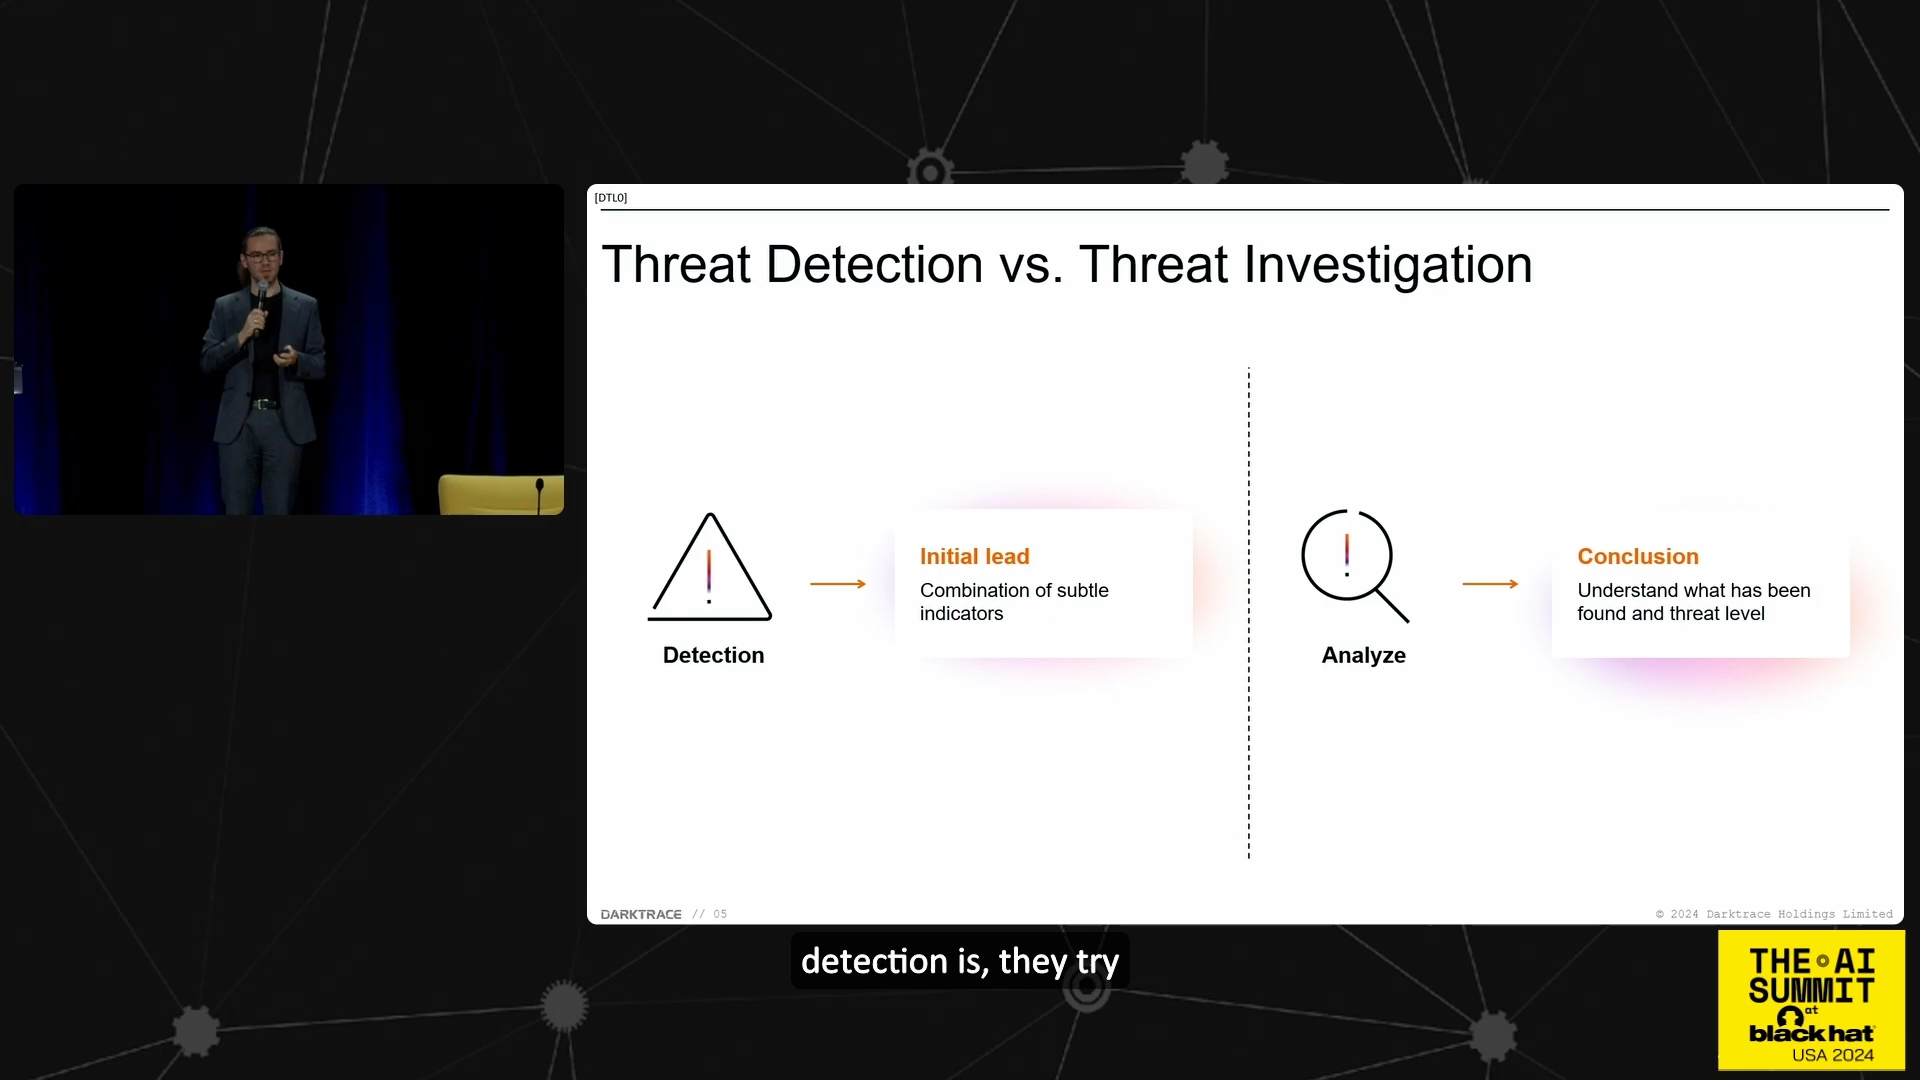 [DTL0]
Threat Detection vs. Threat Investigation
Detection
Initial lead
Combination of subtle
indicators
Analyze
Conclusion
Understand what has been
found and threat level
DARKTRACE // 05
© 2024 Darktrace Holdings Limited
detection is, they try
THE AI
SUMMIT
at
black hat
USA 2024